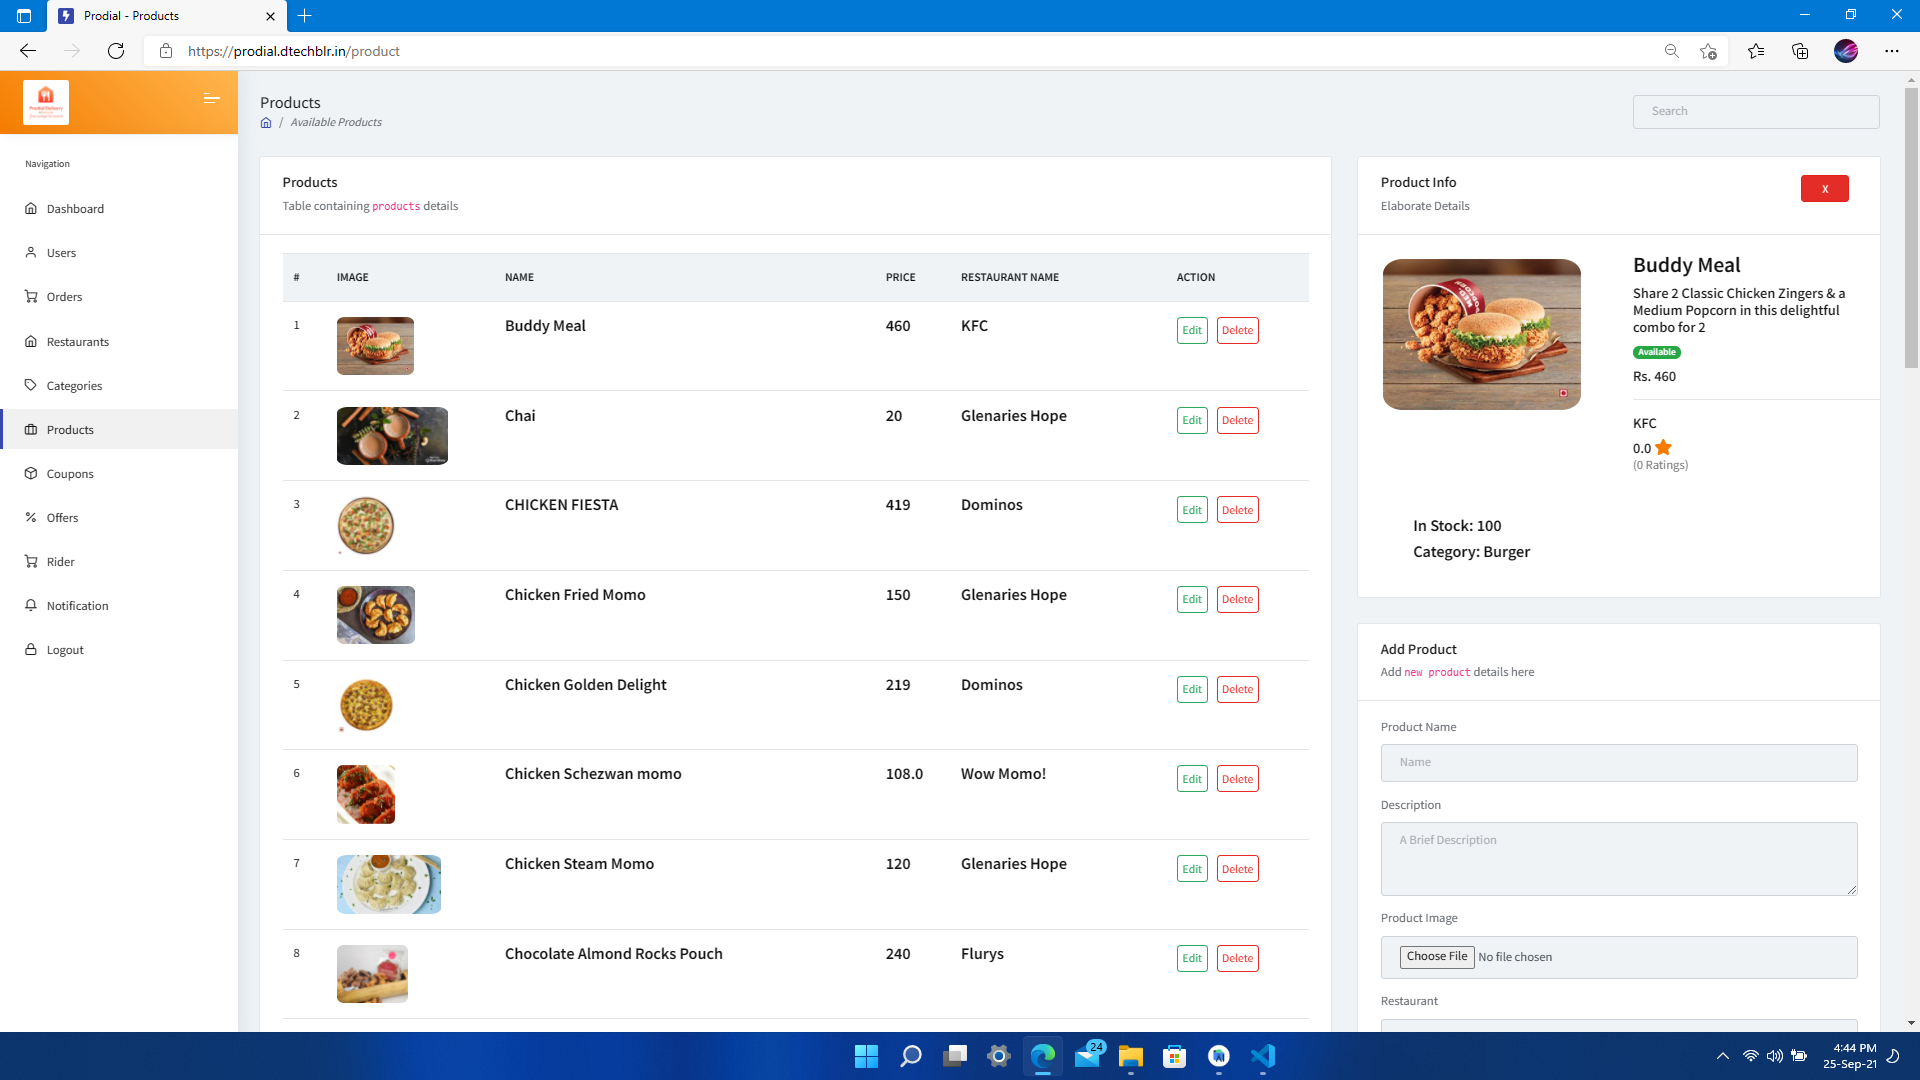 Prodial - Products
https://prodial.dtechblr.in/product
Navigation
Dashboard
Users
Orders
Restaurants
Categories
Products
Coupons
Offers
Rider
Notification
Logout
Products
/ Available Products
Search
Products
Table containing products details
# IMAGE NAME PRICE RESTAURANT NAME ACTION
1 Buddy Meal 460 KFC Edit Delete
2 Chai 20 Glenaries Hope Edit Delete
3 CHICKEN FIESTA 419 Dominos Edit Delete
4 Chicken Fried Momo 150 Glenaries Hope Edit Delete
5 Chicken Golden Delight 219 Dominos Edit Delete
6 Chicken Schezwan momo 108.0 Wow Momo! Edit Delete
7 Chicken Steam Momo 120 Glenaries Hope Edit Delete
8 Chocolate Almond Rocks Pouch 240 Flurys Edit Delete
Product Info
Elaborate Details
X
Buddy Meal
Share 2 Classic Chicken Zingers & a
Medium Popcorn in this delightful
combo for 2
Available
Rs. 460
KFC
0.0
(0 Ratings)
In Stock: 100
Category: Burger
Add Product
Add new product details here
Product Name
Name
Description
A Brief Description
Product Image
Choose File No file chosen
Restaurant
24
4:44 PM
25-Sep-21